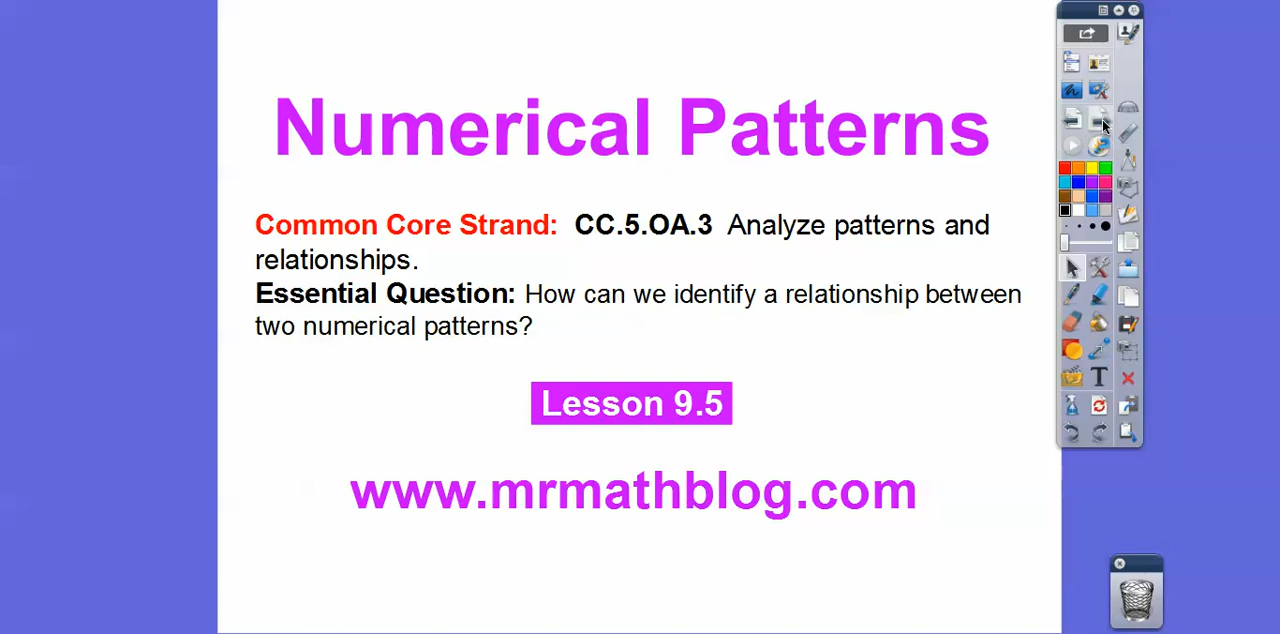 Numerical Patterns
Common Core Strand: CC.5.OA.3 Analyze patterns and
relationships.
Essential Question: How can we identify a relationship between
two numerical patterns?
Lesson 9.5
www.mrmathblog.com
T